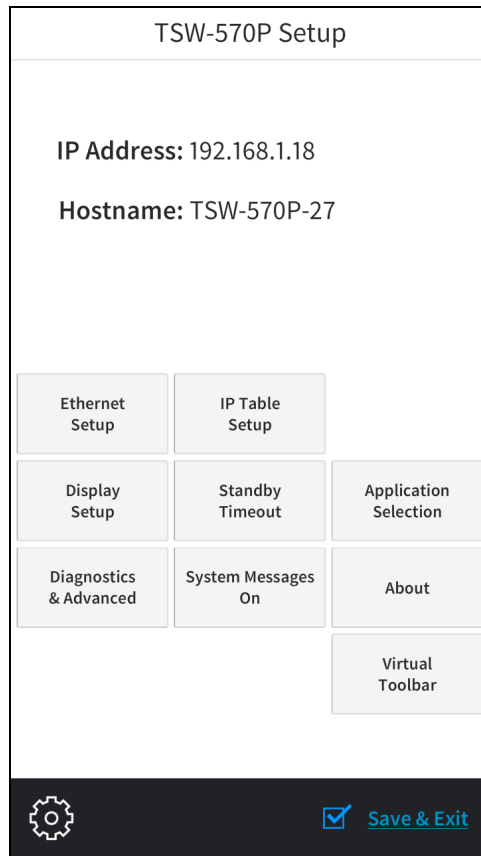 TSW-570P Setup
IP Address: 192.168.1.18
Hostname: TSW-570P-27
Ethernet
Setup
IP Table
Setup
Display
Setup
Standby
Timeout
Application
Selection
Diagnostics
& Advanced
System Messages
On
About
Virtual
Toolbar
Save & Exit